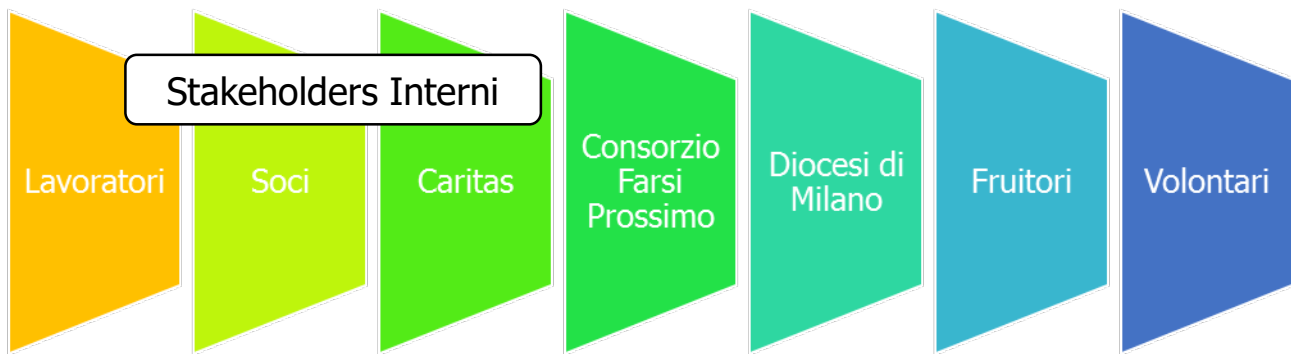 Stakeholders Interni
Lavoratori
Soci
Caritas
Consorzio
Farsi
Prossimo
Diocesi di
Milano
Fruitori
Volontari